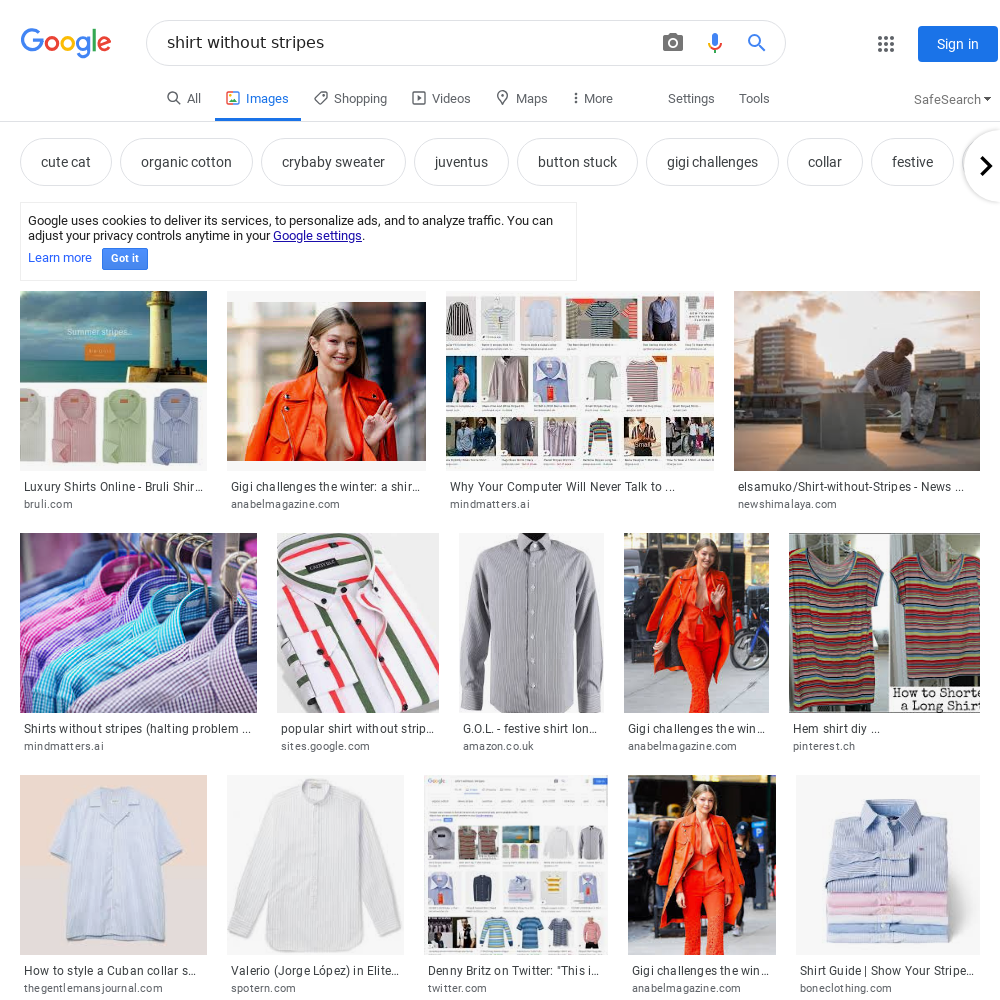 Google
shirt without stripes
Sign in
All
Images
Shopping
Videos
Maps
More
Settings
Tools
SafeSearch
cute cat
organic cotton
crybaby sweater
juventus
button stuck
gigi challenges
collar
festive
Google uses cookies to deliver its services, to personalize ads, and to analyze traffic. You can
adjust your privacy controls anytime in your Google settings.
Learn more
Got it
Summer stripes...
Luxury Shirts Online - Bruli Shir...
bruli.com
Gigi challenges the winter: a shir...
anabelmagazine.com
Why Your Computer Will Never Talk to ...
mindmatters.ai
elsamuko/Shirt-without-Stripes - News ...
newshimalaya.com
Shirts without stripes (halting problem ...
mindmatters.ai
popular shirt without strip...
sites.google.com
G.O.L. - festive shirt lon...
amazon.co.uk
Gigi challenges the win...
anabelmagazine.com
How to Shorte
a Long Shirt
Hem shirt diy ...
pinterest.ch
How to style a Cuban collar s...
thegentlemansjournal.com
Valerio (Jorge López) in Elite...
spotern.com
Denny Britz on Twitter: "This i...
twitter.com
Gigi challenges the win...
anabelmagazine.com
Shirt Guide | Show Your Stripe...
boneclothing.com